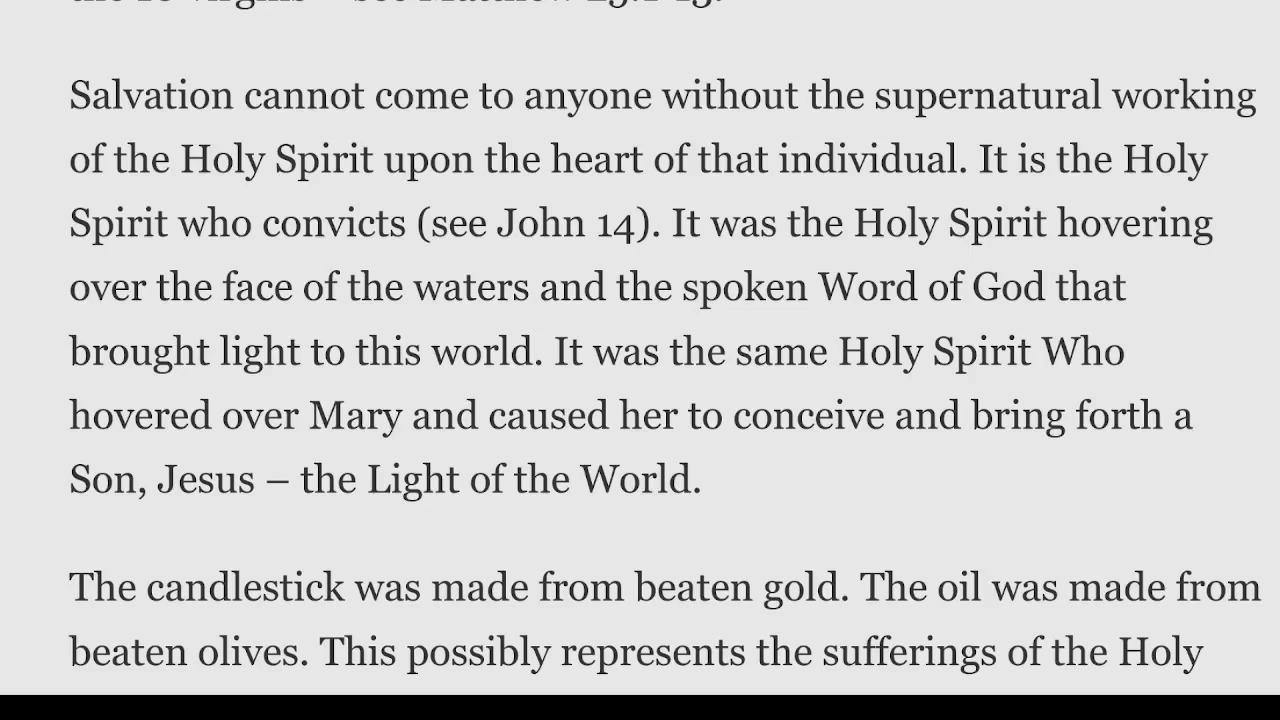 Salvation cannot come to anyone without the supernatural working
of the Holy Spirit upon the heart of that individual. It is the Holy
Spirit who convicts (see John 14). It was the Holy Spirit hovering
over the face of the waters and the spoken Word of God that
brought light to this world. It was the same Holy Spirit Who
hovered over Mary and caused her to conceive and bring forth a
Son, Jesus – the Light of the World.
The candlestick was made from beaten gold. The oil was made from
beaten olives. This possibly represents the sufferings of the Holy